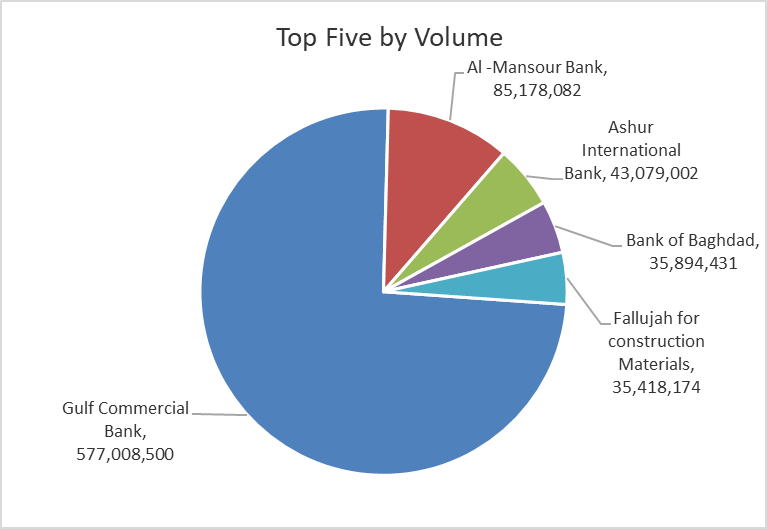 Top Five by Volume
Al -Mansour Bank,
85,178,082
Ashur
International
Bank, 43,079,002
Bank of Baghdad,
35,894,431
Fallujah for
construction
Materials,
35,418,174
Gulf Commercial
Bank,
577,008,500